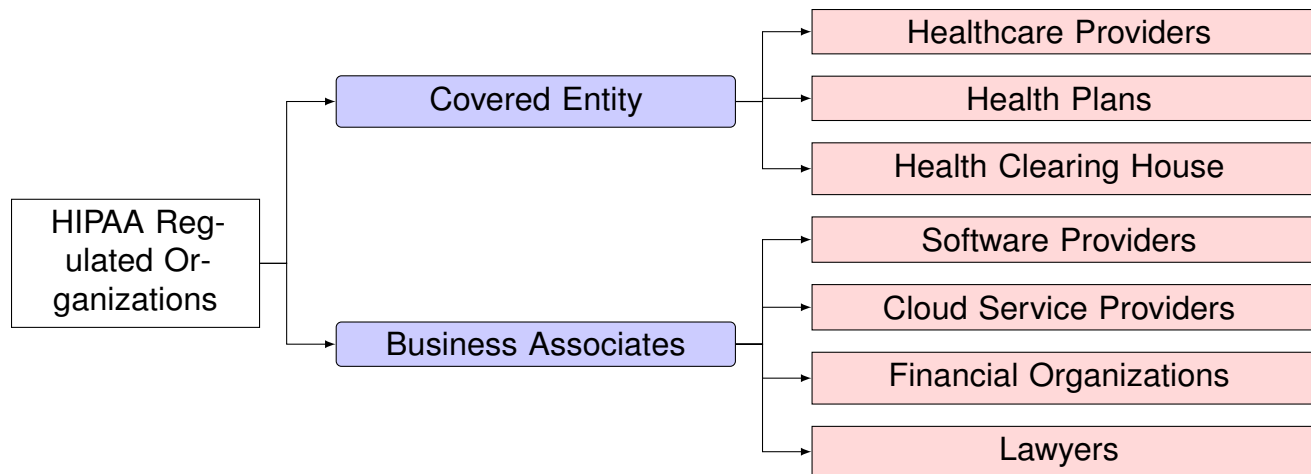 HIPAA Reg-
ulated Or-
ganizations
Covered Entity
Business Associates
Healthcare Providers
Health Plans
Health Clearing House
Software Providers
Cloud Service Providers
Financial Organizations
Lawyers